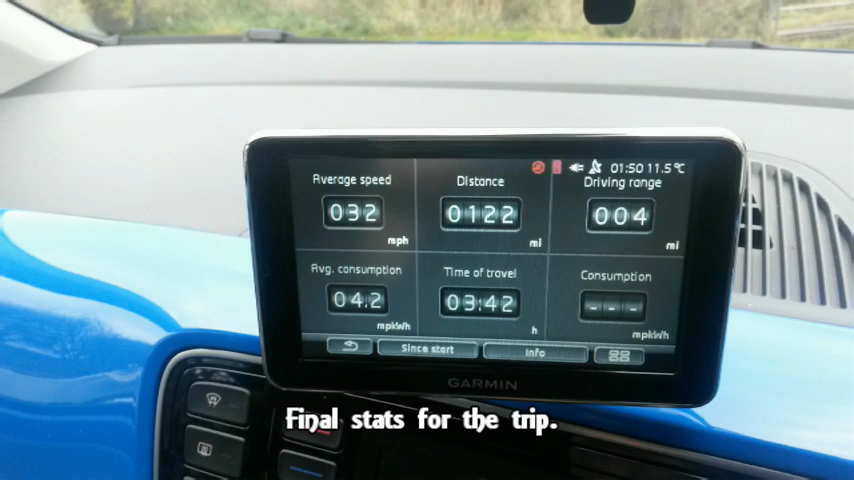 01:50 11.5°C
Average speed
032
mph
Distance
0122
mi
Driving range
004
mi
Avg. consumption
04.2
mpkWh
Time of travel
03:42
h
Consumption
---
mpkWh
Since start
Info
GARMIN
Final stats for the trip.